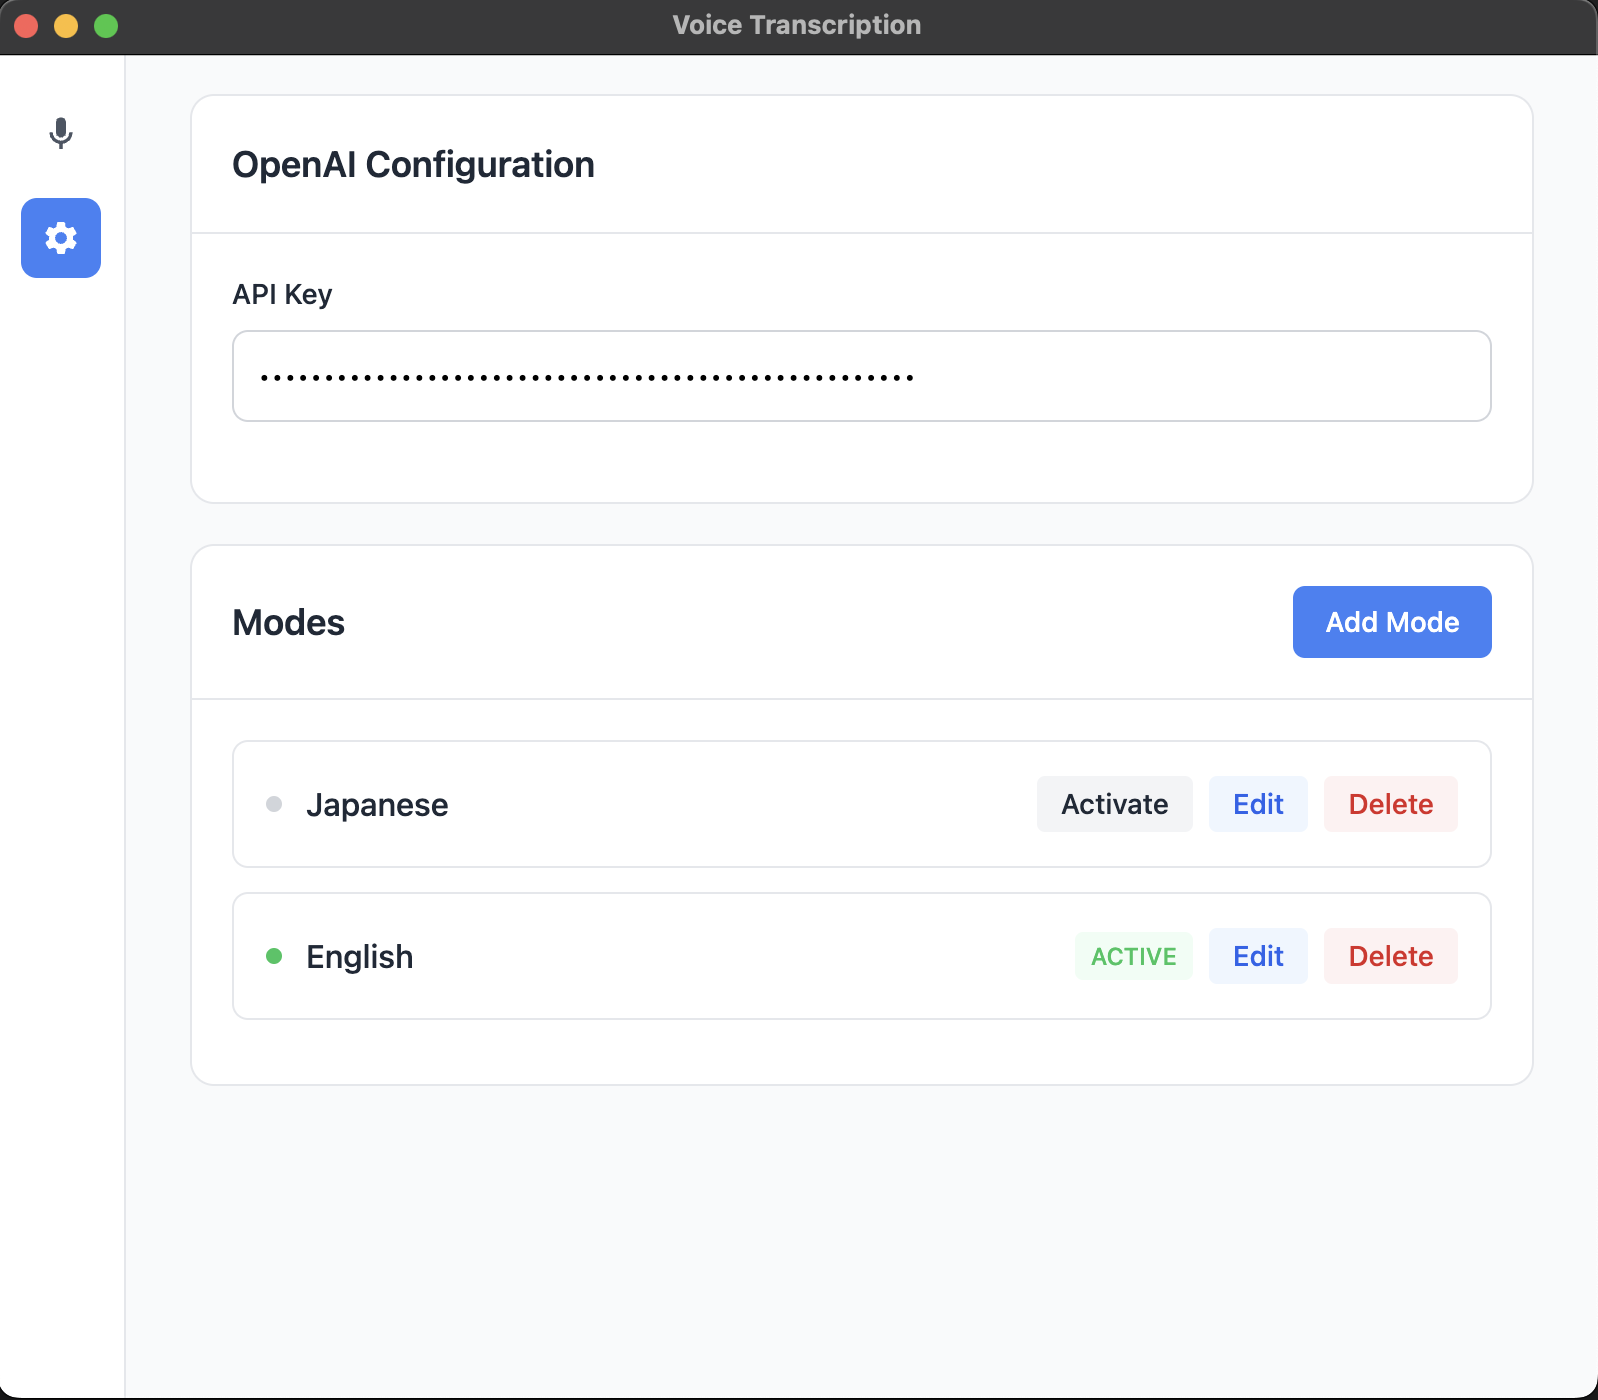 Voice Transcription
OpenAI Configuration
API Key
••••••••••••••••••••••••••••••••••••••••••••••••••• 
Modes
Add Mode
Japanese
Activate
Edit
Delete
English
ACTIVE
Edit
Delete